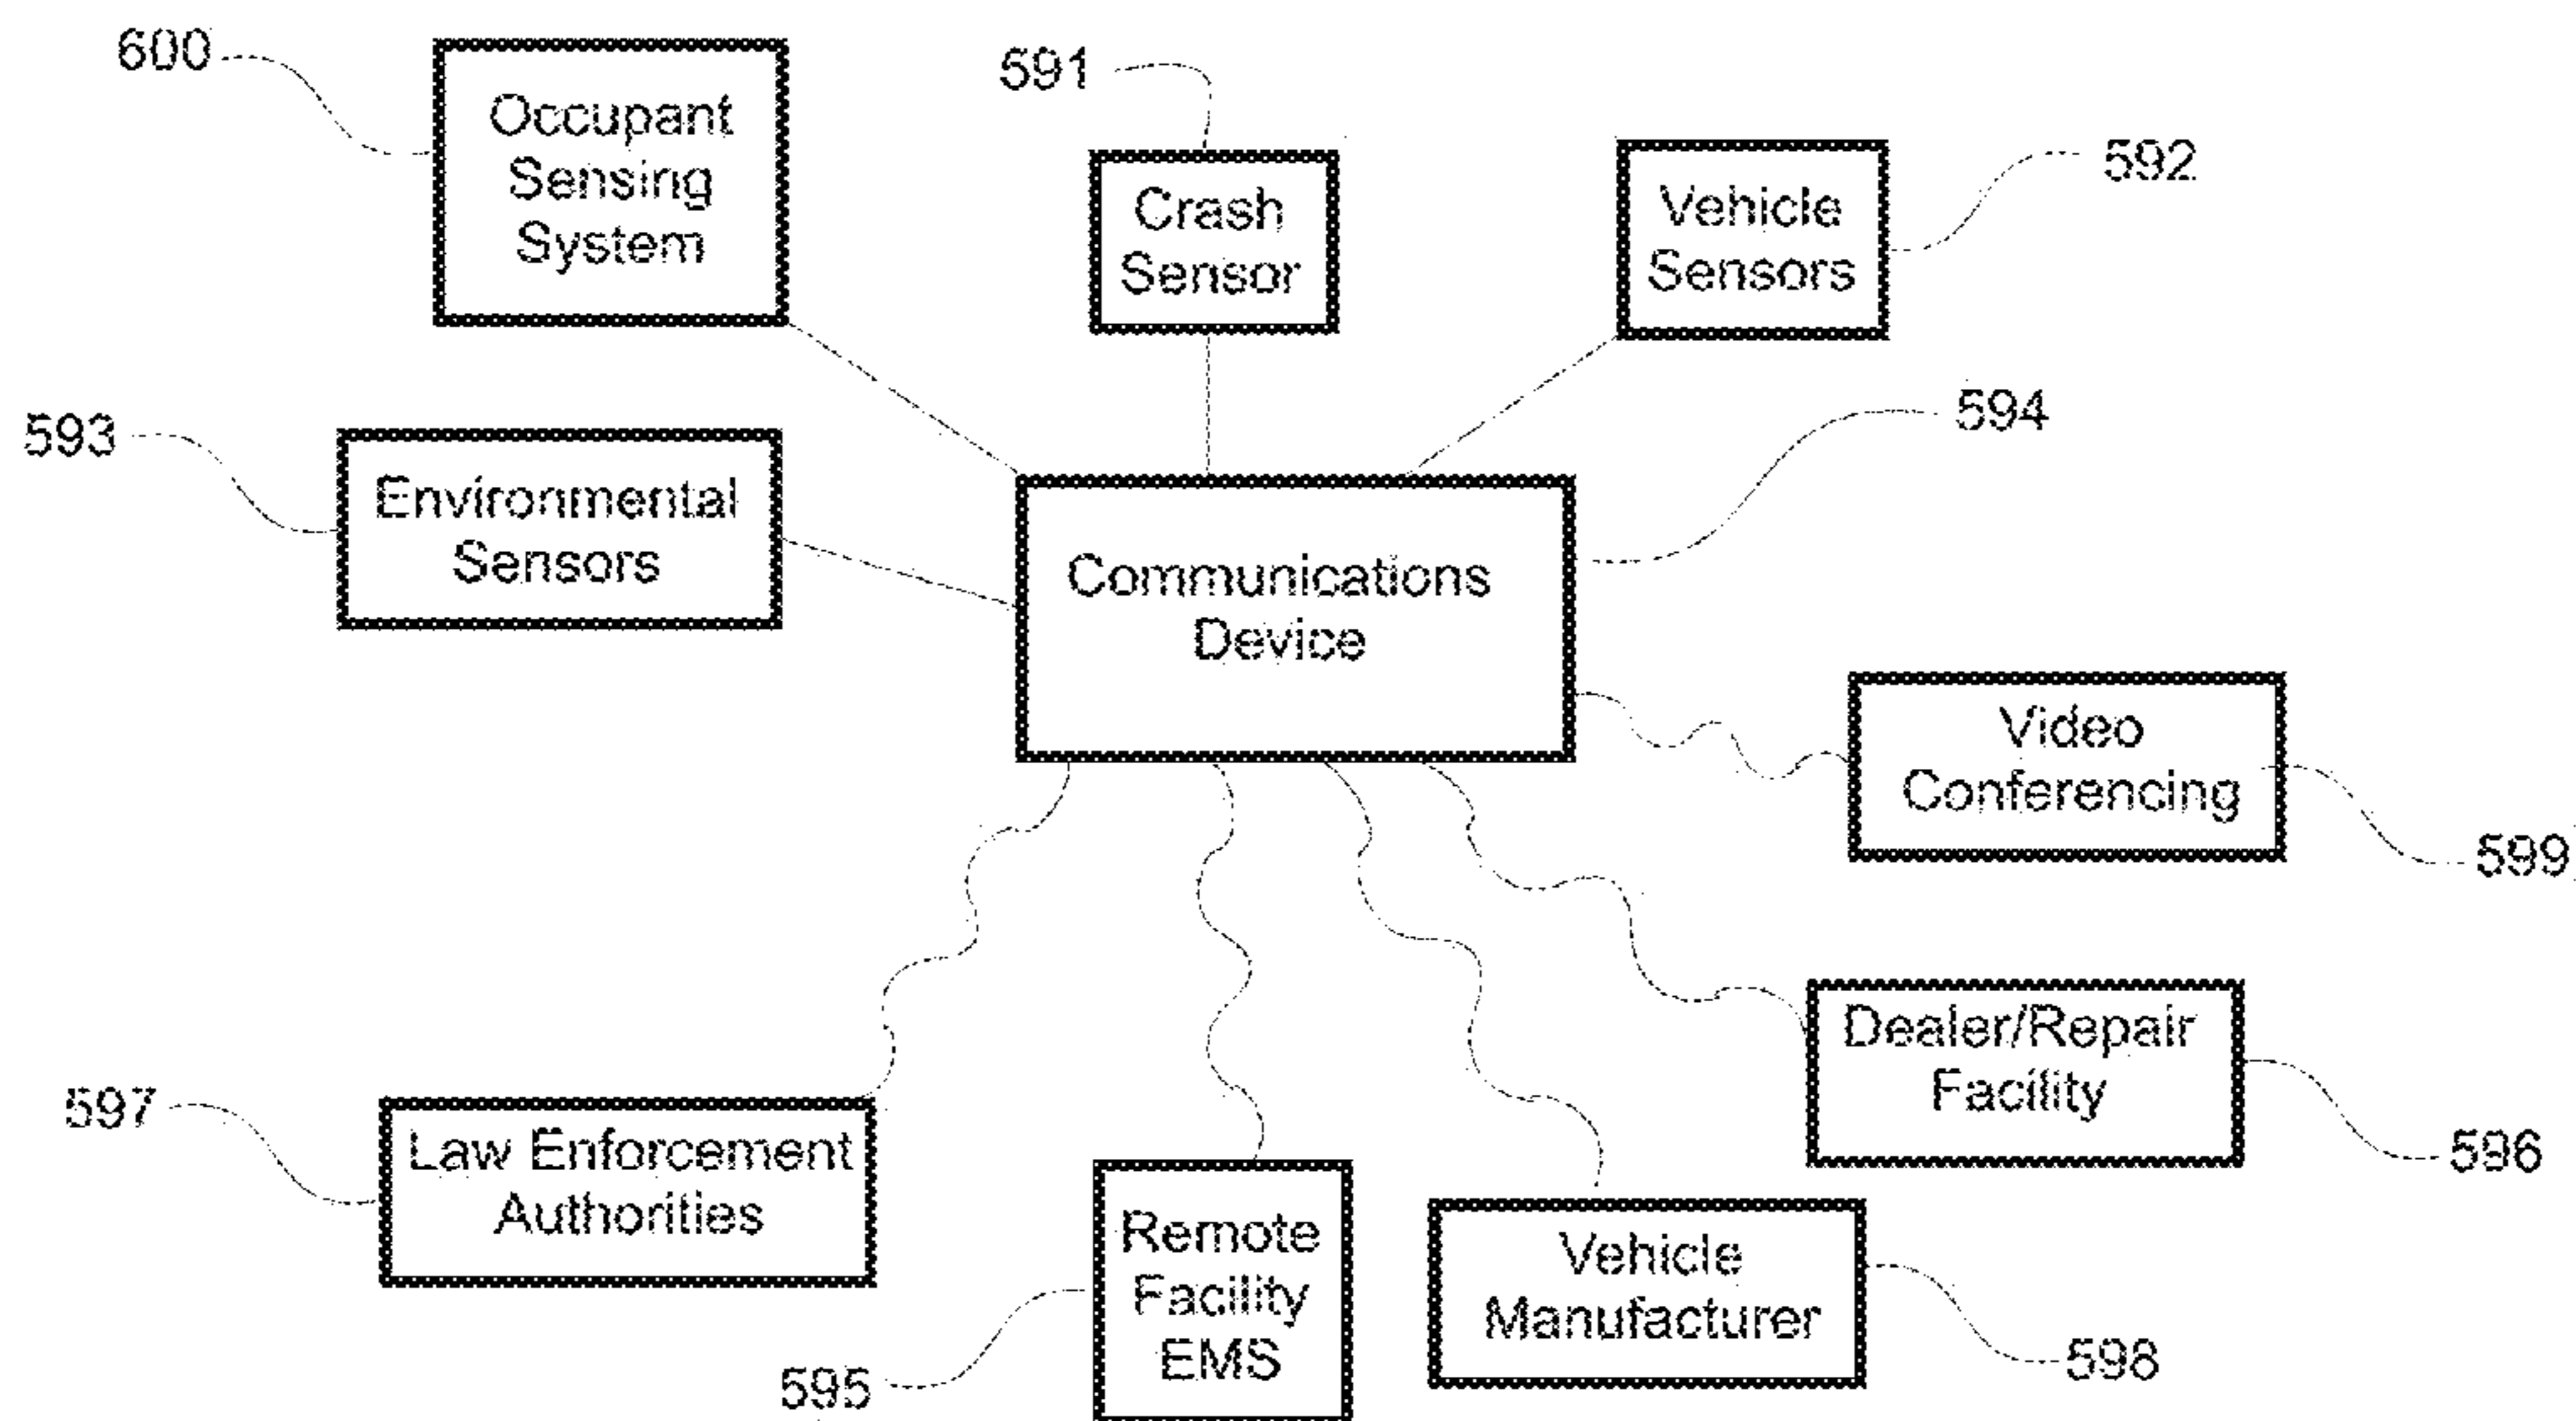 600
Occupant
Sensing
System
591
Crash
Sensor
Vehicle
Sensors
592
593
Environmental
Sensors
594
Communications
Device
Video
Conferencing
599
Dealer/Repair
Facility
596
597
Law Enforcement
Authorities
Remote
Facility
EMS
595
Vehicle
Manufacturer
598